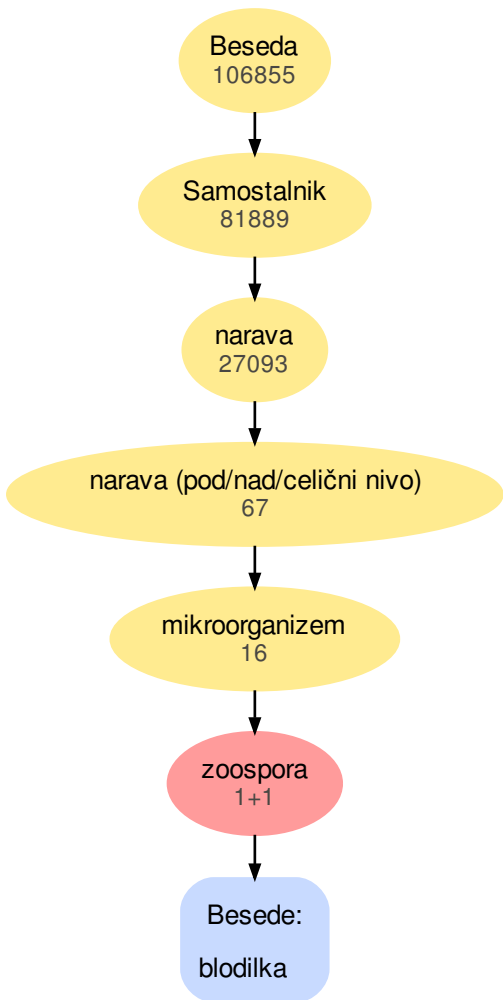 Beseda
106855
Samostalnik
81889
narava
27093
narava (pod/nad/celični nivo)
67
mikroorganizem
16
zoospora
1+1
Besede:
blodilka